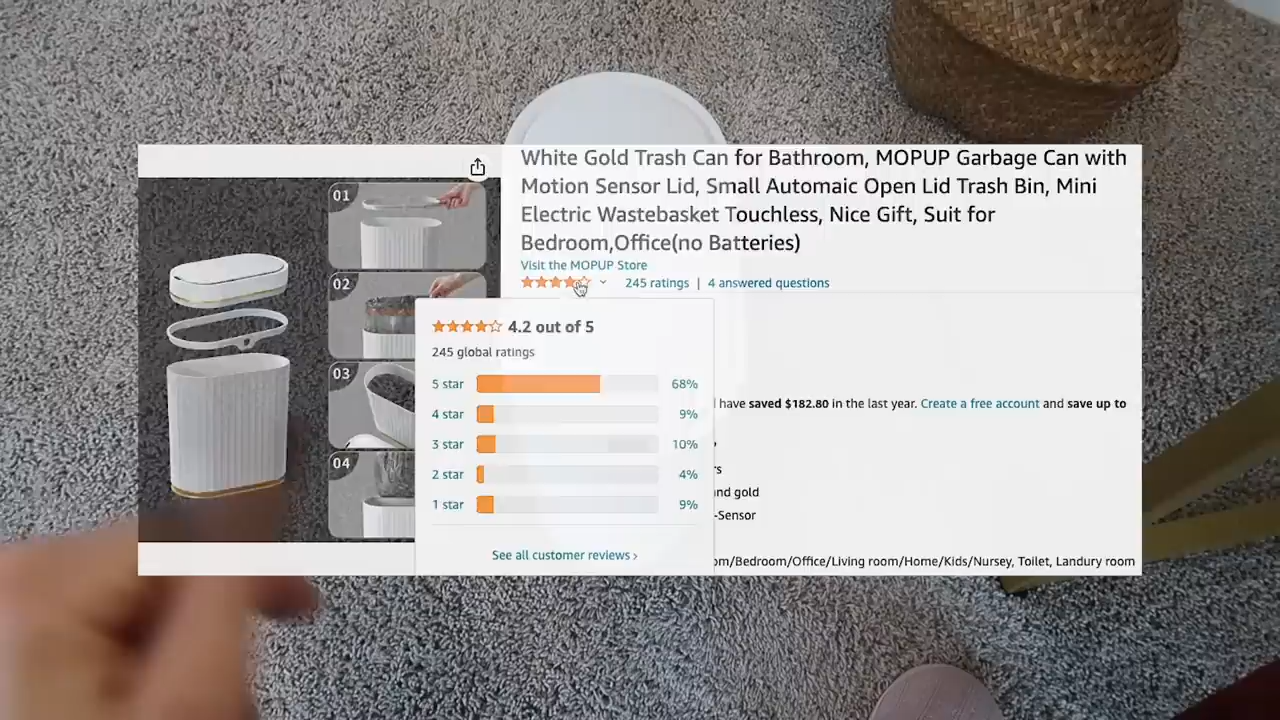 White Gold Trash Can for Bathroom, MOPUP Garbage Can with
Motion Sensor Lid, Small Automaic Open Lid Trash Bin, Mini
Electric Wastebasket Touchless, Nice Gift, Suit for
Bedroom,Office(no Batteries)
Visit the MOPUP Store
245 ratings | 4 answered questions
01
02
03
04
4.2 out of 5
245 global ratings
5 star 68%
4 star 9%
3 star 10%
2 star 4%
1 star 9%
See all customer reviews ›
have saved $182.80 in the last year. Create a free account and save up to
gold
-Sensor
/Bedroom/Office/Living room/Home/Kids/Nursey, Toilet, Landury room